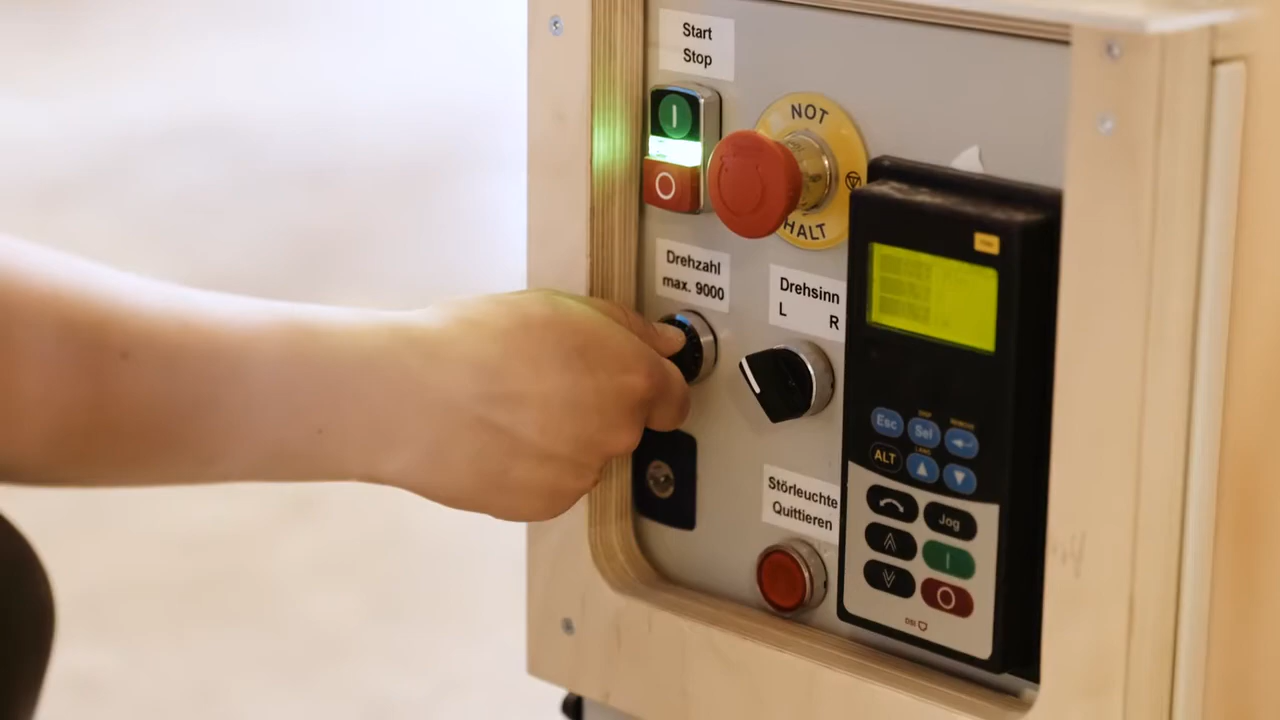 Start
Stop
NOT
HALT
Drehzahl
max. 9000
Drehsinn
L R
Esc
Sel
ALT
Störleuchte
Quittieren
Jog